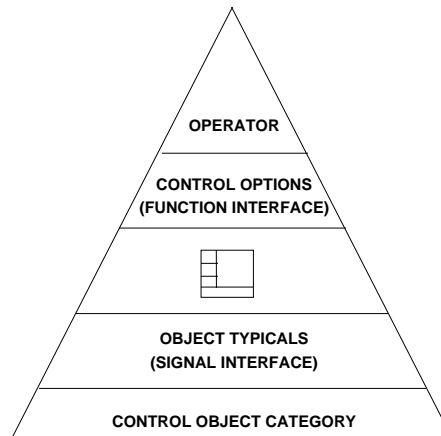 OPERATOR
CONTROL OPTIONS
(FUNCTION INTERFACE)
OBJECT TYPICALS
(SIGNAL INTERFACE)
CONTROL OBJECT CATEGORY